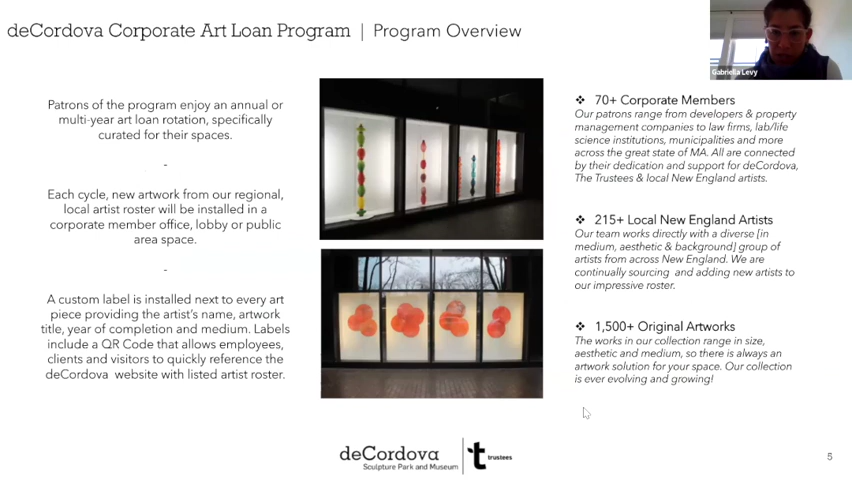 deCordova Corporate Art Loan Program | Program Overview
Gabriella Levy
Patrons of the program enjoy an annual or
multi-year art loan rotation, specifically
curated for their spaces.
-
Each cycle, new artwork from our regional,
local artist roster will be installed in a
corporate member office, lobby or public
area space.
-
A custom label is installed next to every art
piece providing the artist's name, artwork
title, year of completion and medium. Labels
include a QR Code that allows employees,
clients and visitors to quickly reference the
deCordova website with listed artist roster.
❖ 70+ Corporate Members
Our patrons range from developers & property
management companies to law firms, lab/life
science institutions, municipalities and more
across the great state of MA. All are connected
by their dedication and support for deCordova,
The Trustees & local New England artists.
❖ 215+ Local New England Artists
Our team works directly with a diverse [in
medium, aesthetic & background] group of
artists from across New England. We are
continually sourcing and adding new artists to
our impressive roster.
❖ 1,500+ Original Artworks
The works in our collection range in size,
aesthetic and medium, so there is always an
artwork solution for your space. Our collection
is ever evolving and growing!
deCordova
Sculpture Park and Museum
t
trustees
5